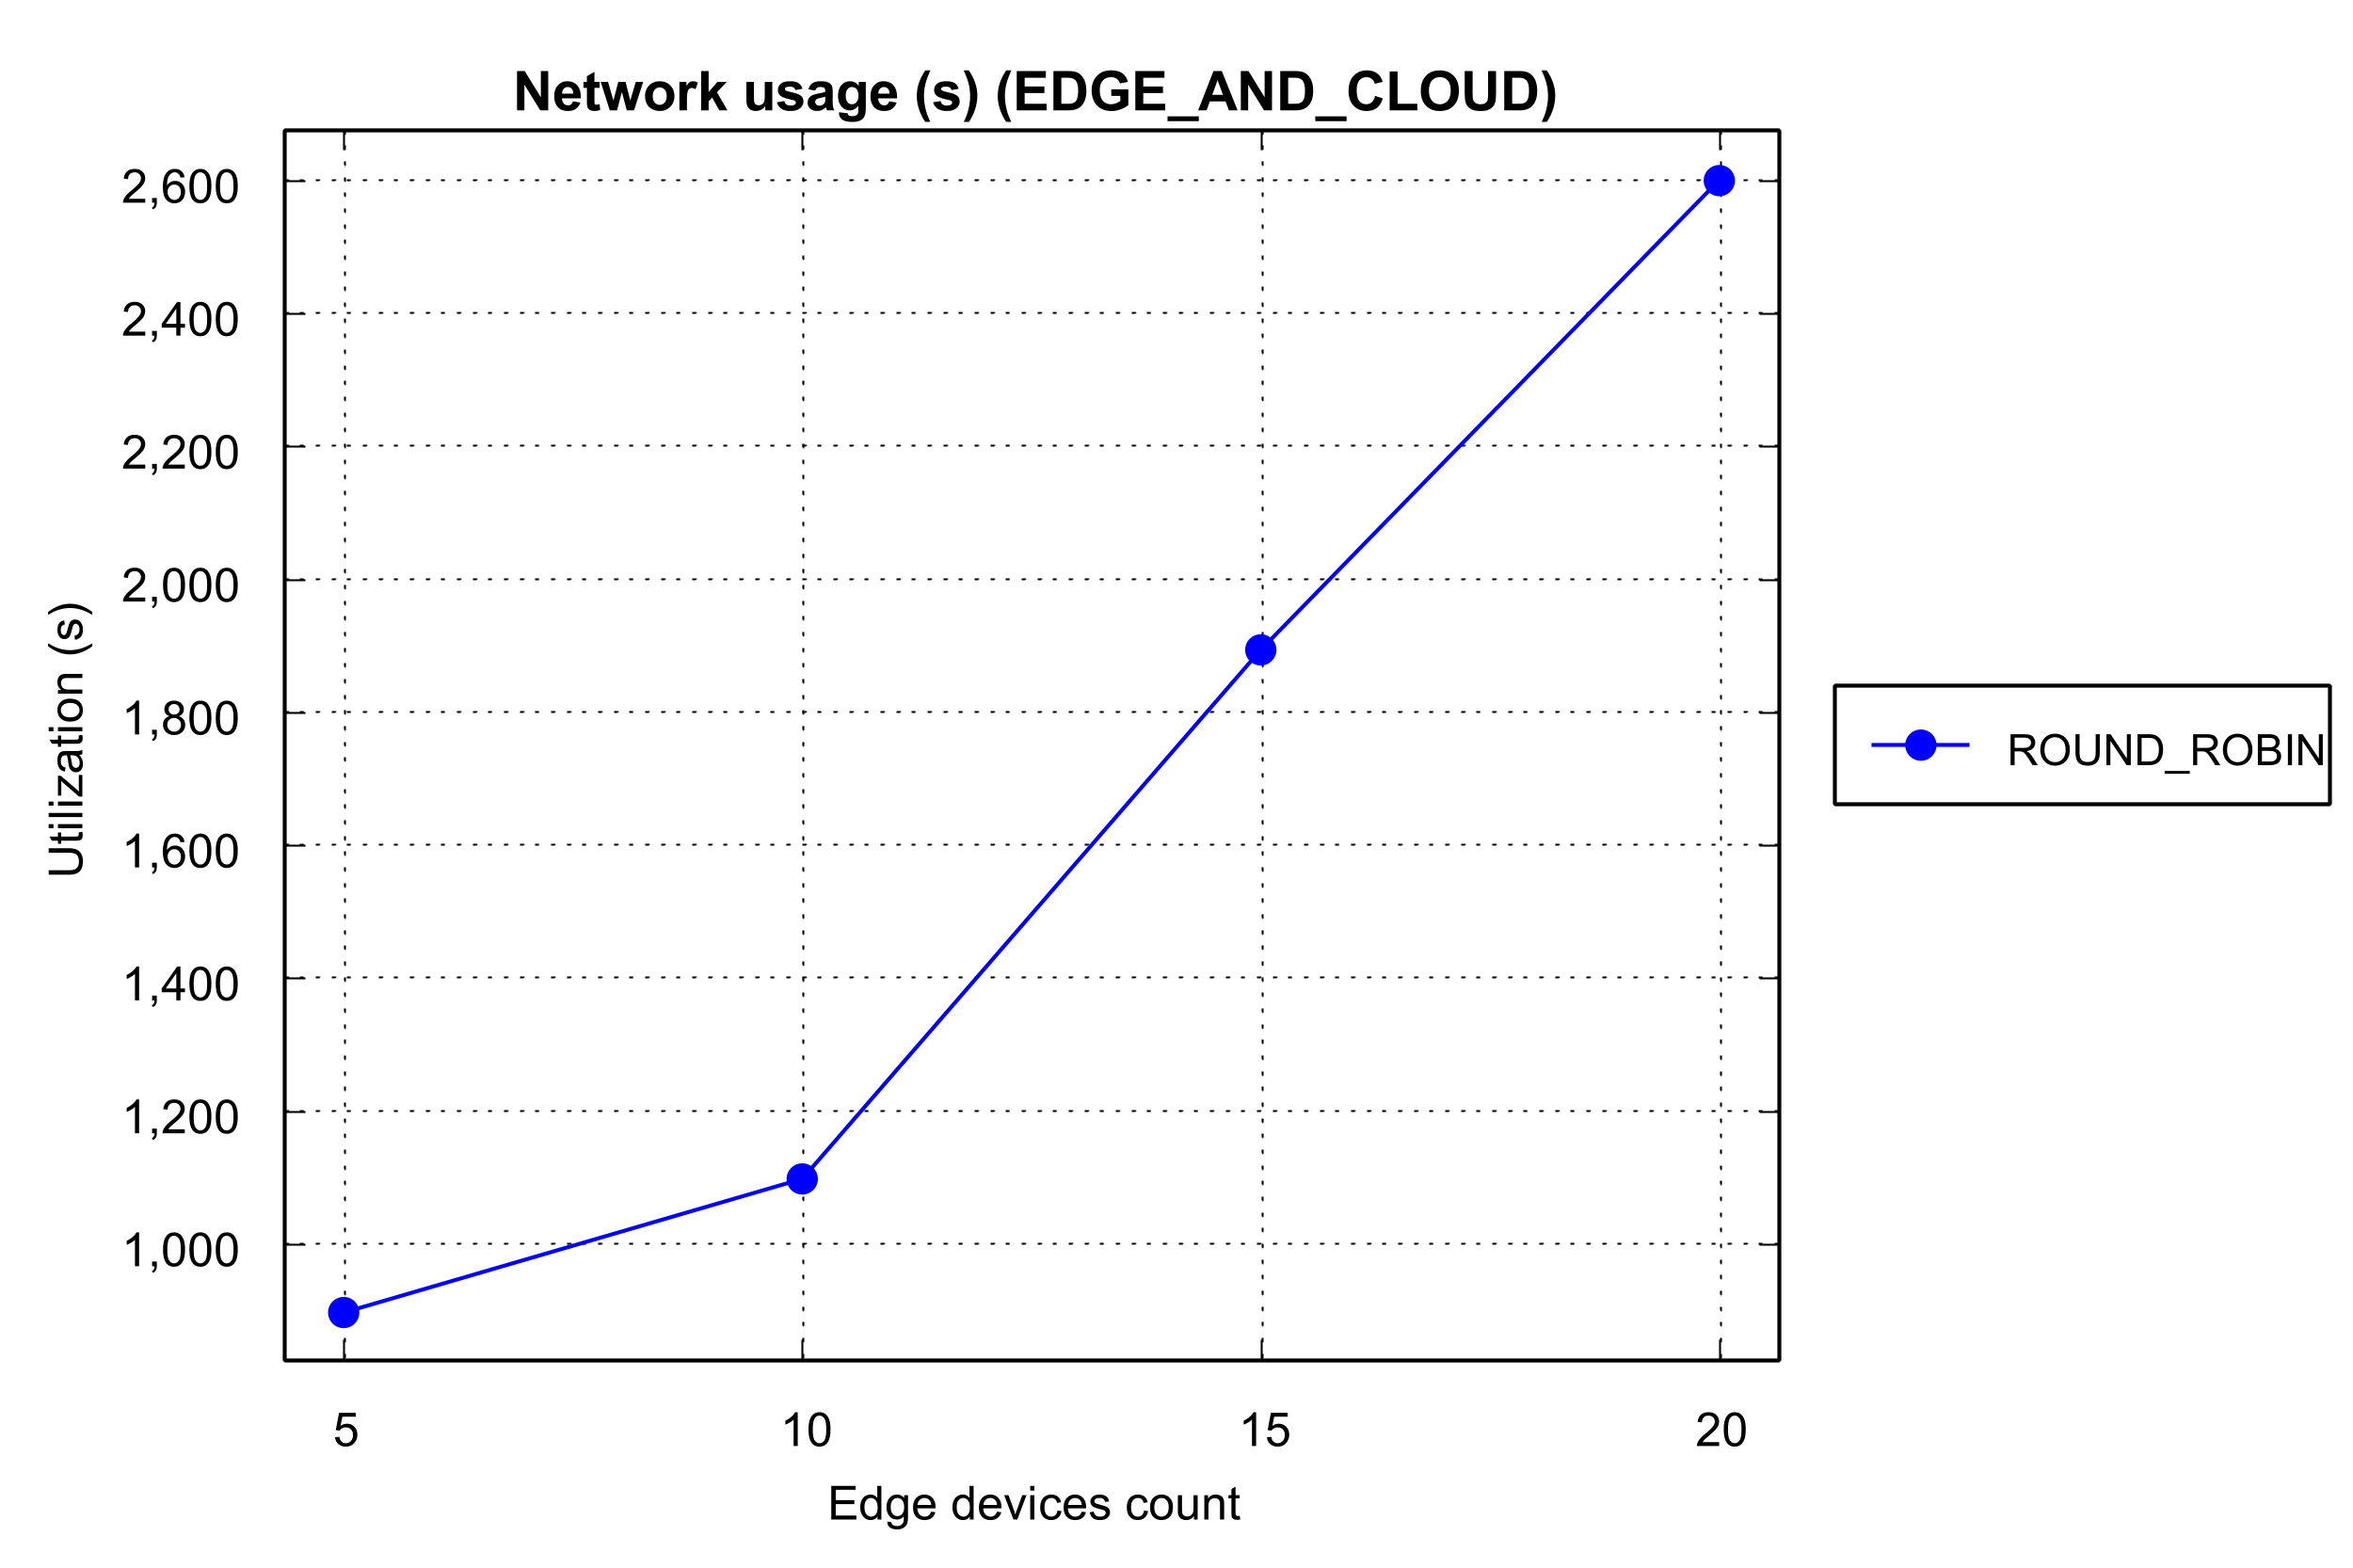 Network usage (s) (EDGE_AND_CLOUD)
2,600
2,400
2,200
2,000
1,800
1,600
1,400
1,200
1,000
Utilization (s)
5 10 15 20
Edge devices count
ROUND_ROBIN